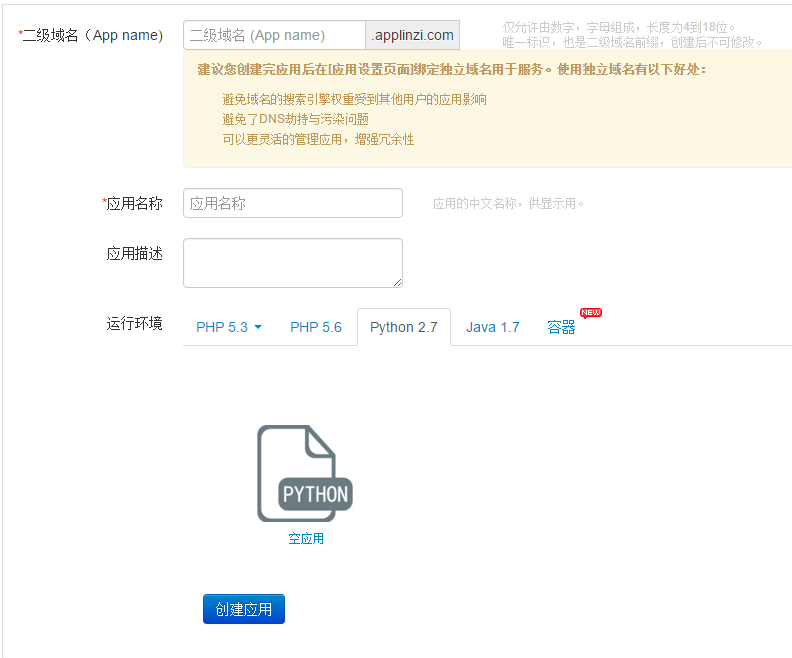 *二级域名（App name） 二级域名 (App name) .applinzi.com 仅允许由数字，字母组成，长度为4到18位。
唯一标识，也是二级域名前缀，创建后不可修改。
建议您创建完应用后在[应用设置页面]绑定独立域名用于服务。使用独立域名有以下好处：
避免域名的搜索引擎权重受到其他用户的应用影响
避免了DNS劫持与污染问题
可以更灵活的管理应用，增强冗余性
*应用名称 应用名称 应用的中文名称，供显示用。
应用描述
运行环境 PHP 5.3 PHP 5.6 Python 2.7 Java 1.7 容器 NEW
PYTHON
空应用
创建应用